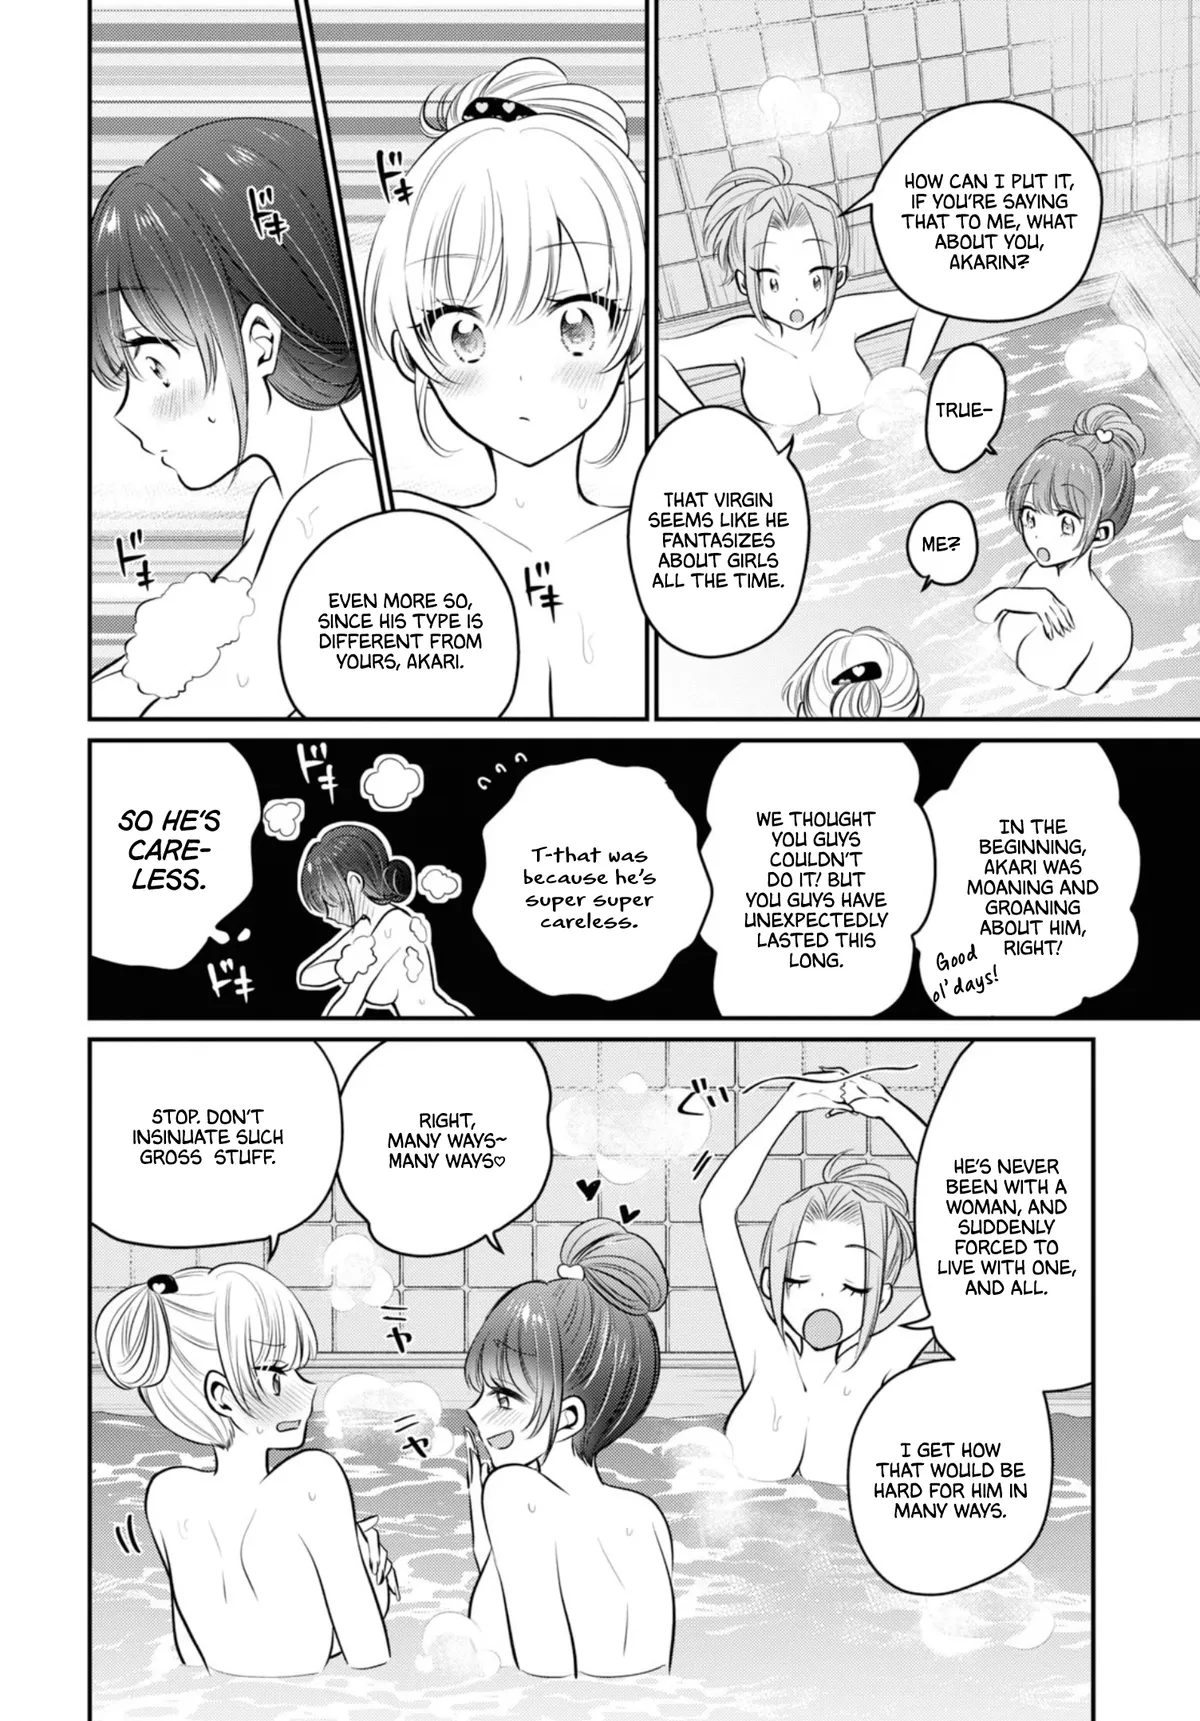 HOW CAN I PUT IT,
IF YOU'RE SAYING
THAT TO ME, WHAT
ABOUT YOU,
AKARIN?
TRUE-
ME?
THAT VIRGIN
SEEMS LIKE HE
FANTASIZES
ABOUT GIRLS
ALL THE TIME.
ドキ
ドキ
EVEN MORE SO,
SINCE HIS TYPE IS
DIFFERENT FROM
YOURS, AKARI.
ドキ
ドキ
IN THE
BEGINNING,
AKARI WAS
MOANING AND
GROANING
ABOUT HIM,
RIGHT!
Good
ol' days!
WE THOUGHT
YOU GUYS
COULDN'T
DO IT! BUT
YOU GUYS HAVE
UNEXPECTEDLY
LASTED THIS
LONG.
T-that was
because he's
super super
careless.
ドキ
ドキ
SO HE'S
CARE-
LESS.
HE'S NEVER
BEEN WITH A
WOMAN, AND
SUDDENLY
FORCED TO
LIVE WITH ONE,
AND ALL.
I GET HOW
THAT WOULD BE
HARD FOR HIM IN
MANY WAYS.
ぐい
RIGHT,
MANY WAYS~
MANY WAYS♡
ニヤ
ニヤ
STOP. DON'T
INSINUATE SUCH
GROSS STUFF.